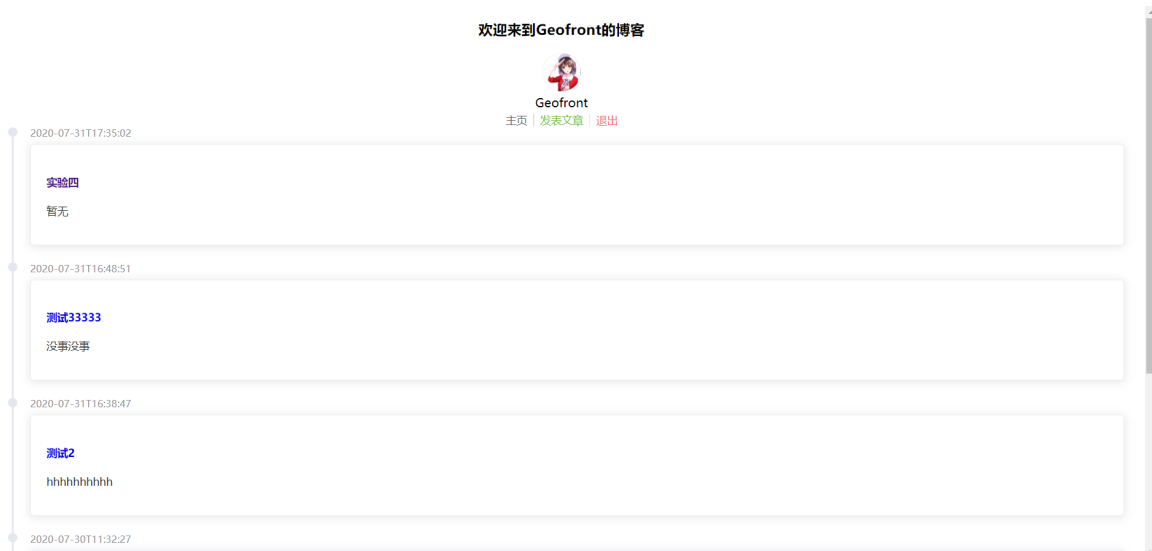 欢迎来到Geofront的博客
Geofront
主页 | 发表文章 | 退出
2020-07-31T17:35:02
实验四
暂无
2020-07-31T16:48:51
测试33333
没事没事
2020-07-31T16:38:47
测试2
hhhhhhhhhh
2020-07-30T11:32:27